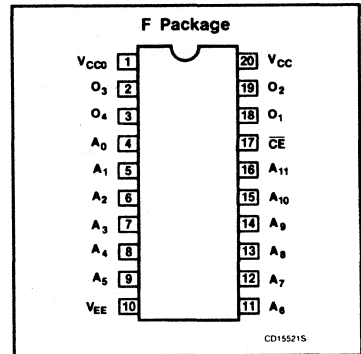 F Package
VCC0 1 20 VCC
O3 2 19 O2
O4 3 18 O1
A0 4 17 C̅E̅
A1 5 16 A11
A2 6 15 A10
A3 7 14 A9
A4 8 13 A8
A5 9 12 A7
VEE 10 11 A6
CD15521S